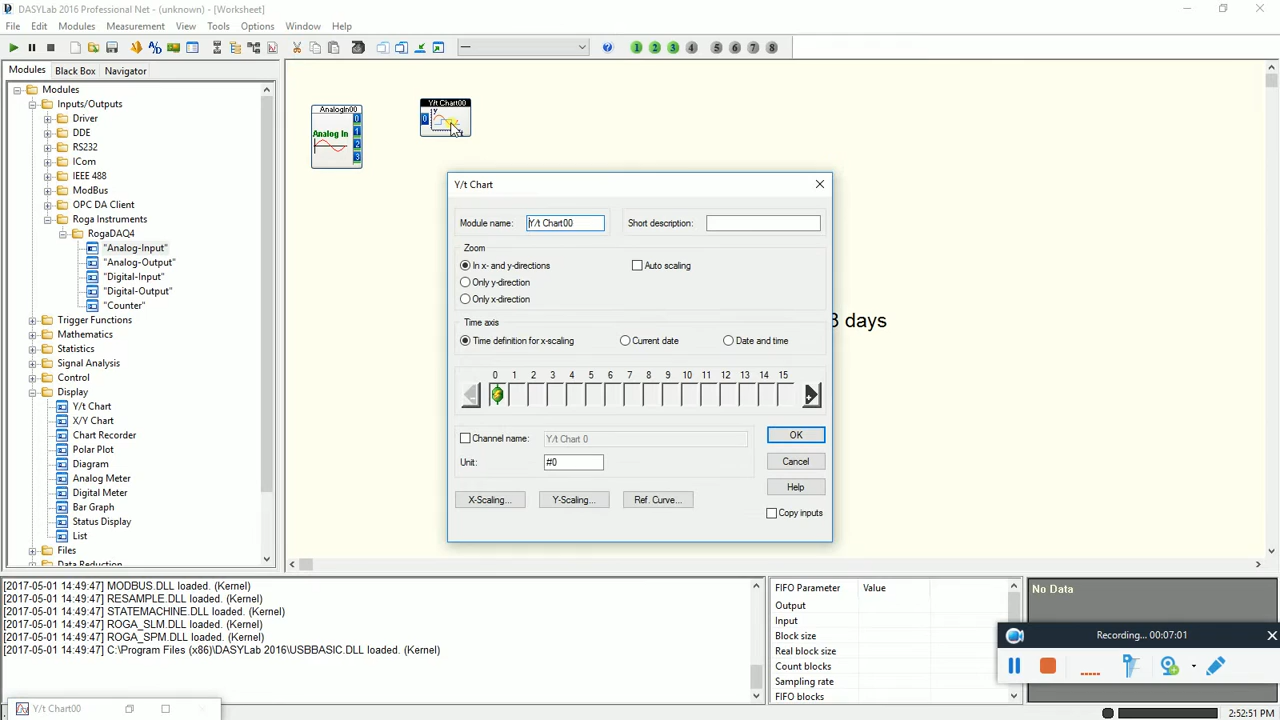 DASYLab 2016 Professional Net - (unknown) - [Worksheet]
File Edit Modules Measurement View Tools Options Window Help
1 2 3 4 5 6 7 8
Modules Black Box Navigator
Modules
Inputs/Outputs
Driver
DDE
RS232
ICom
IEEE 488
ModBus
OPC DA Client
Roga Instruments
RogaDAQ4
"Analog-Input"
"Analog-Output"
"Digital-Input"
"Digital-Output"
"Counter"
Trigger Functions
Mathematics
Statistics
Signal Analysis
Control
Display
Y/t Chart
X/Y Chart
Chart Recorder
Polar Plot
Diagram
Analog Meter
Digital Meter
Bar Graph
Status Display
List
Files
Data Reduction
AnalogIn00
Analog In
0
1
2
3
Y/t Chart00
0
Y
Y/t Chart
Module name: Y/t Chart00 Short description:
Zoom
In x- and y-directions Auto scaling
Only y-direction
Only x-direction
Time axis
Time definition for x-scaling Current date Date and time
0 1 2 3 4 5 6 7 8 9 10 11 12 13 14 15
Channel name: Y/t Chart 0 OK
Unit: #0 Cancel
Help
X-Scaling... Y-Scaling... Ref. Curve...
Copy inputs
3 days
[2017-05-01 14:49:47] MODBUS.DLL loaded. (Kernel)
[2017-05-01 14:49:47] RESAMPLE.DLL loaded. (Kernel)
[2017-05-01 14:49:47] STATEMACHINE.DLL loaded. (Kernel)
[2017-05-01 14:49:47] ROGA_SLM.DLL loaded. (Kernel)
[2017-05-01 14:49:47] ROGA_SPM.DLL loaded. (Kernel)
[2017-05-01 14:49:47] C:\Program Files (x86)\DASYLab 2016\USBBASIC.DLL loaded. (Kernel)
FIFO Parameter Value
Output
Input
Block size
Real block size
Count blocks
Sampling rate
FIFO blocks
No Data
Recording... 00:07:01
Y/t Chart00
2:52:51 PM